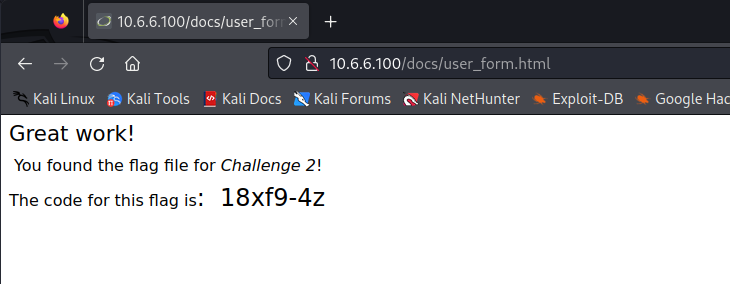 10.6.6.100/docs/user_for
10.6.6.100/docs/user_form.html
Kali Linux Kali Tools Kali Docs Kali Forums Kali NetHunter Exploit-DB Google Hac
Great work!
You found the flag file for Challenge 2!
The code for this flag is: 18xf9-4z